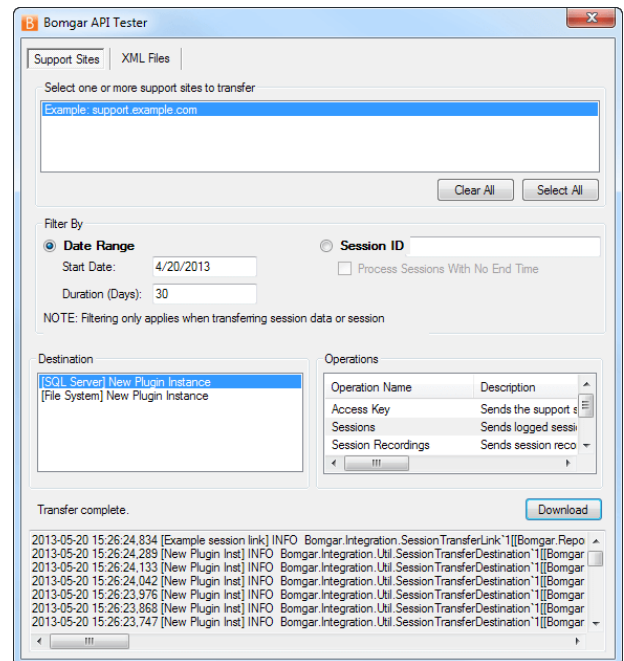 Bomgar API Tester
Support Sites XML Files
Select one or more support sites to transfer
Example: support.example.com
Clear All Select All
Filter By
Date Range Session ID
Start Date: 4/20/2013 Process Sessions With No End Time
Duration (Days): 30
NOTE: Filtering only applies when transferring session data or session
Destination Operations
[SQL Server] New Plugin Instance
[File System] New Plugin Instance
Operation Name Description
Access Key Sends the support s
Sessions Sends logged sessi
Session Recordings Sends session reco
Transfer complete. Download
2013-05-20 15:26:24,834 [Example session link] INFO Bomgar.Integration.SessionTransferLink`1[[Bomgar.Repo
2013-05-20 15:26:24,289 [New Plugin Inst] INFO Bomgar.Integration.Util.SessionTransferDestination`1[[Bomgar
2013-05-20 15:26:24,133 [New Plugin Inst] INFO Bomgar.Integration.Util.SessionTransferDestination`1[[Bomgar
2013-05-20 15:26:24,042 [New Plugin Inst] INFO Bomgar.Integration.Util.SessionTransferDestination`1[[Bomgar
2013-05-20 15:26:23,976 [New Plugin Inst] INFO Bomgar.Integration.Util.SessionTransferDestination`1[[Bomgar
2013-05-20 15:26:23,868 [New Plugin Inst] INFO Bomgar.Integration.Util.SessionTransferDestination`1[[Bomgar
2013-05-20 15:26:23,747 [New Plugin Inst] INFO Bomgar.Integration.Util.SessionTransferDestination`1[[Bomgar